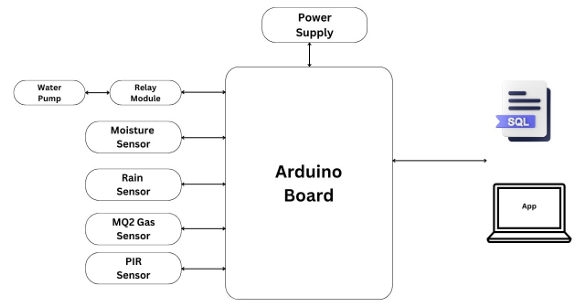 Power
Supply
Water
Pump
Relay
Module
Moisture
Sensor
Rain
Sensor
MQ2 Gas
Sensor
PIR
Sensor
Arduino
Board
SQL
App